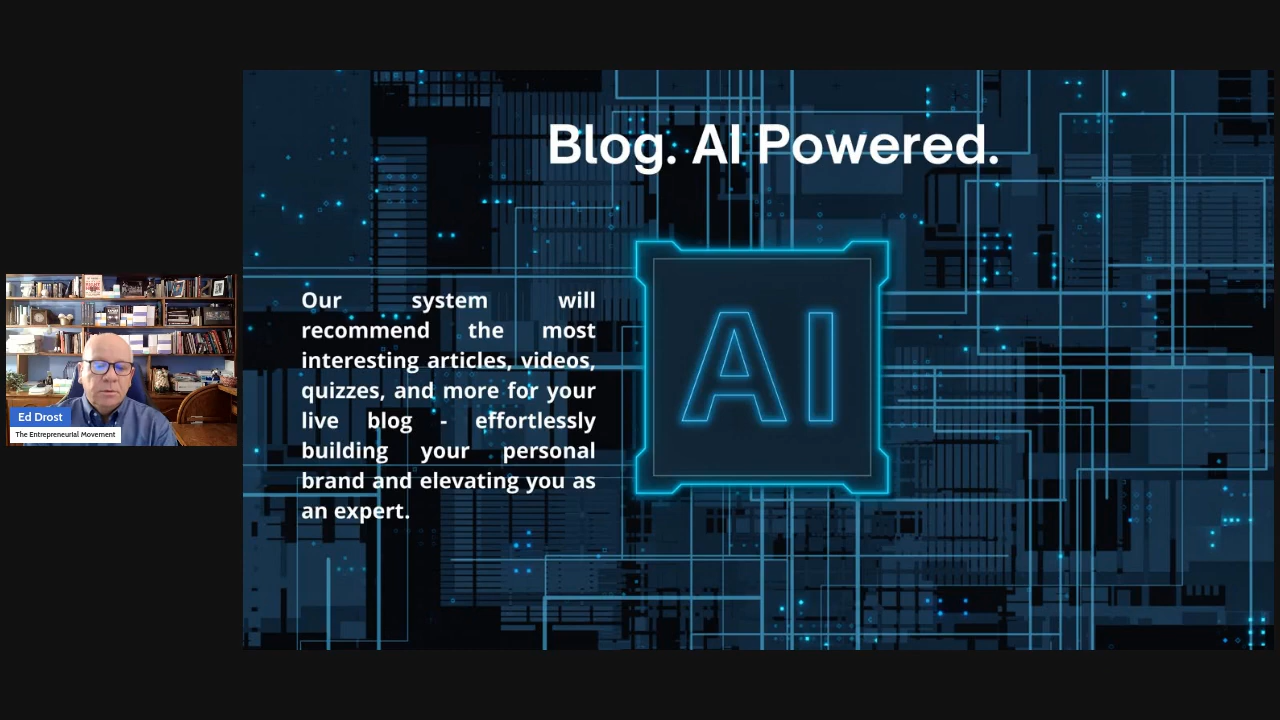 Blog. AI Powered.
Our system will
recommend the most
interesting articles, videos,
quizzes, and more for your
live blog - effortlessly
building your personal
brand and elevating you as
an expert.
AI
Ed Drost
The Entrepreneurial Movement